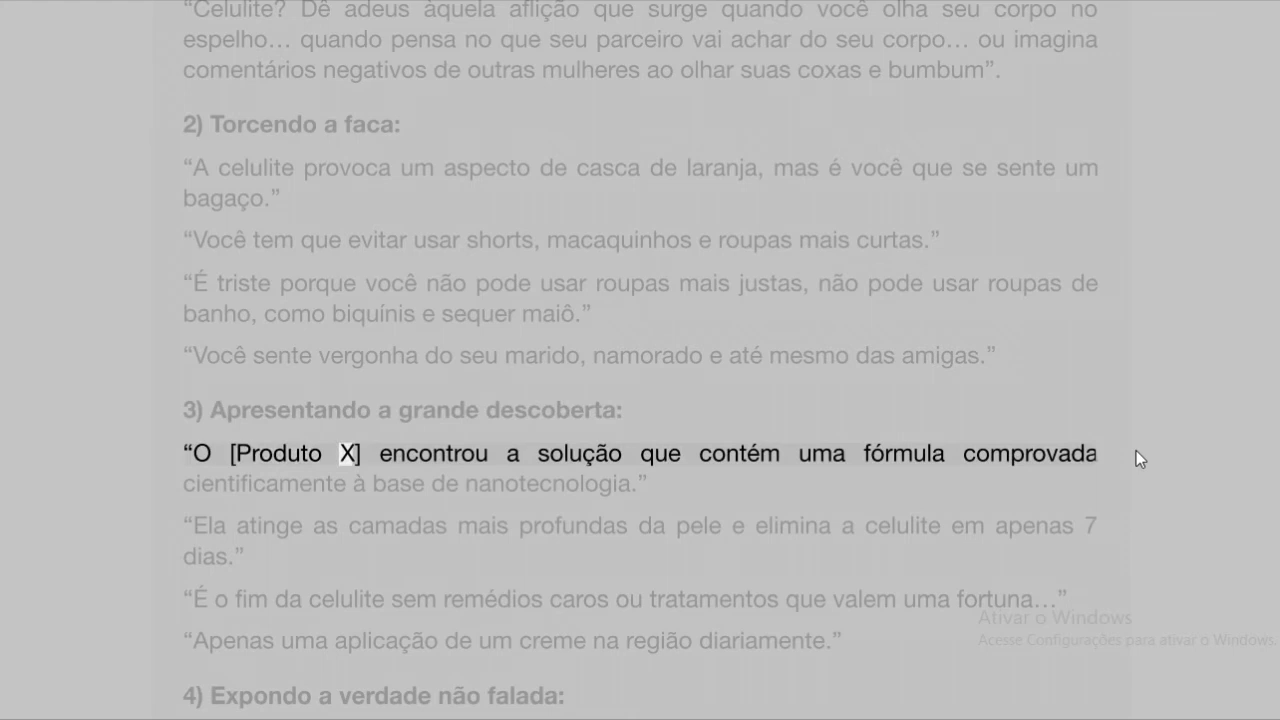 “Celulite? Dê adeus àquela aflição que surge quando você olha seu corpo no
espelho... quando pensa no que seu parceiro vai achar do seu corpo... ou imagina
comentários negativos de outras mulheres ao olhar suas coxas e bumbum”.
2) Torcendo a faca:
“A celulite provoca um aspecto de casca de laranja, mas é você que se sente um
bagaço.”
“Você tem que evitar usar shorts, macaquinhos e roupas mais curtas.”
“É triste porque você não pode usar roupas mais justas, não pode usar roupas de
banho, como biquínis e sequer maiô.”
“Você sente vergonha do seu marido, namorado e até mesmo das amigas.”
3) Apresentando a grande descoberta:
“O [Produto X] encontrou a solução que contém uma fórmula comprovada
cientificamente à base de nanotecnologia.”
“Ela atinge as camadas mais profundas da pele e elimina a celulite em apenas 7
dias.”
“É o fim da celulite sem remédios caros ou tratamentos que valem uma fortuna...”
Ativar o Windows
Acesse Configurações para ativar o Windows.
“Apenas uma aplicação de um creme na região diariamente.”
4) Expondo a verdade não falada: